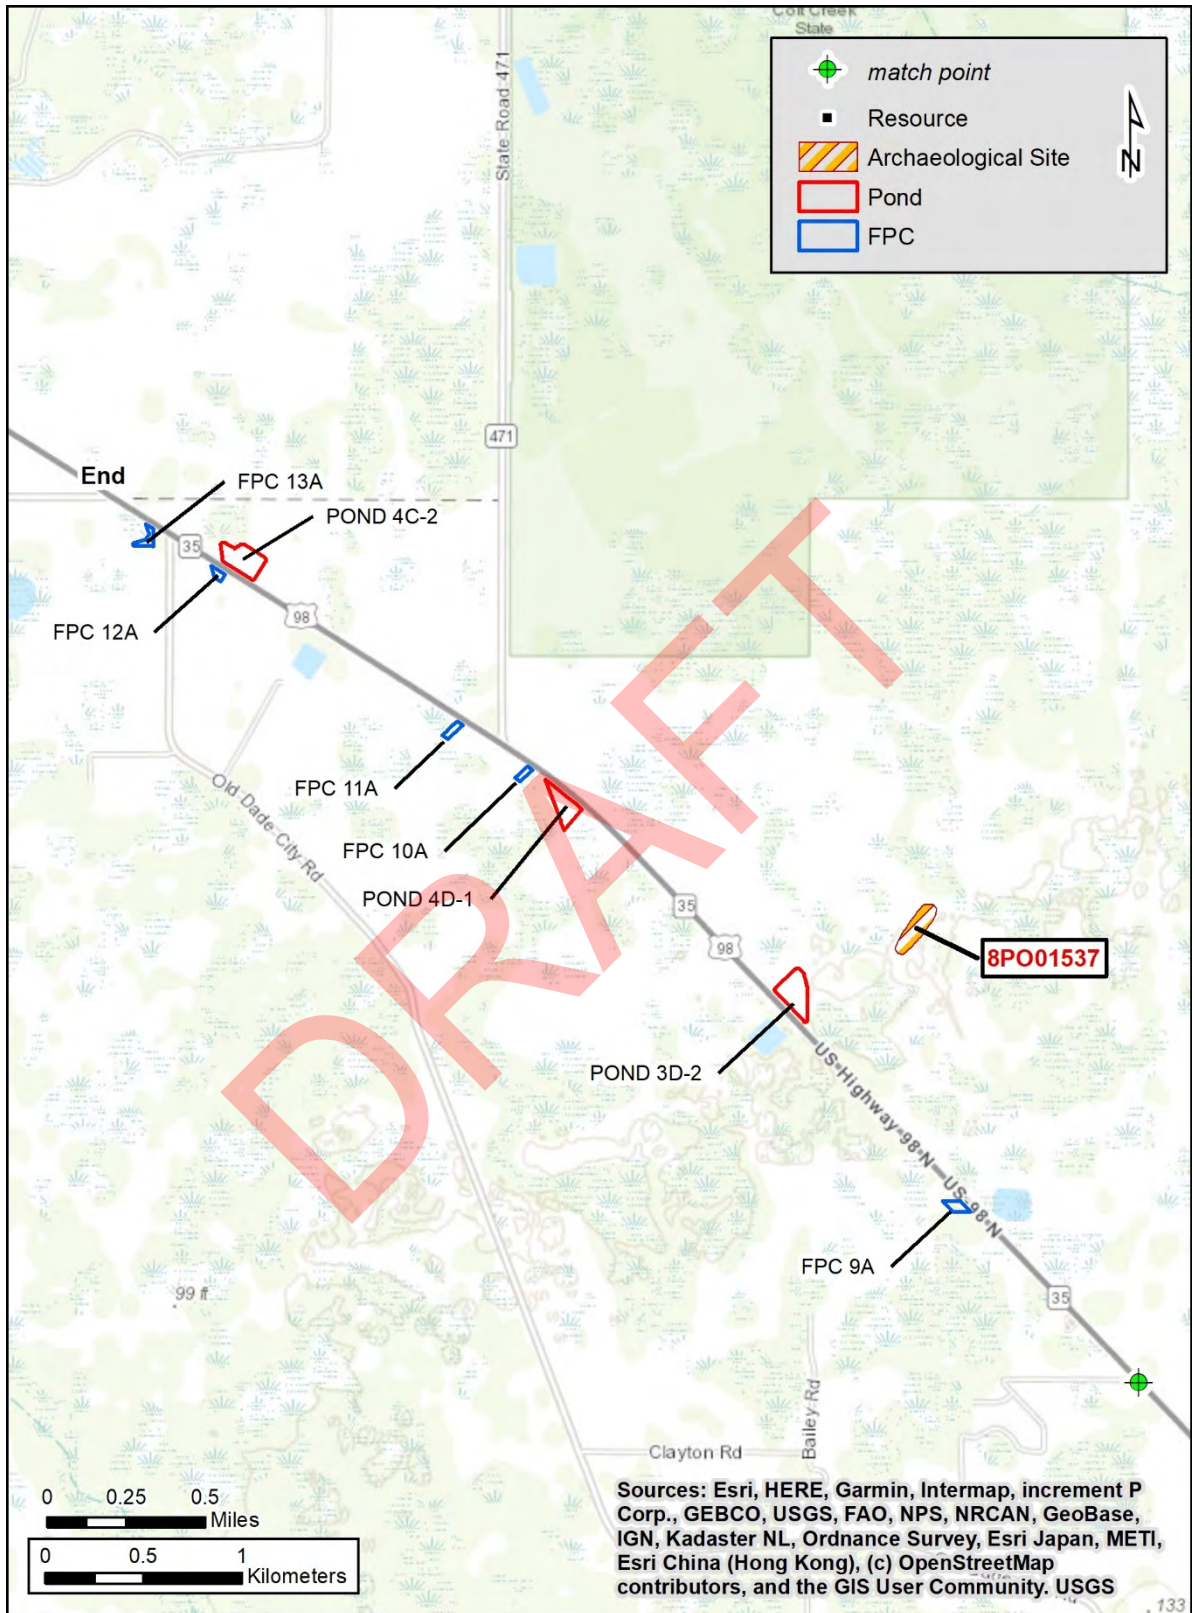 Colt Creek
State
match point
Resource
Archaeological Site
Pond
FPC
N
State Road 471
471
End
FPC 13A
POND 4C-2
35
FPC 12A
98
FPC 11A
Old Dade City Rd
FPC 10A
POND 4D-1
35
98
8PO01537
POND 3D-2
US Highway 98 N
US-98-N
FPC 9A
99 ft
35
Bailey Rd
Clayton Rd
DRAFT
0 0.25 0.5
Miles
0 0.5 1
Kilometers
Sources: Esri, HERE, Garmin, Intermap, increment P
Corp., GEBCO, USGS, FAO, NPS, NRCAN, GeoBase,
IGN, Kadaster NL, Ordnance Survey, Esri Japan, METI,
Esri China (Hong Kong), (c) OpenStreetMap
contributors, and the GIS User Community. USGS
133